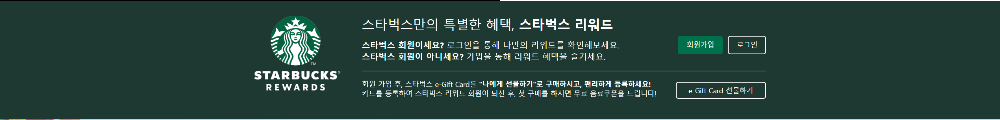 스타벅스만의 특별한 혜택, 스타벅스 리워드
스타벅스 회원이세요? 로그인을 통해 나만의 리워드를 확인해보세요.
스타벅스 회원이 아니세요? 가입을 통해 리워드 혜택을 즐기세요.
회원가입
로그인
TM
STARBUCKS®
REWARDS
회원 가입 후, 스타벅스 e-Gift Card를 "나에게 선물하기"로 구매하시고, 편리하게 등록하세요!
카드를 등록하여 스타벅스 리워드 회원이 되신 후, 첫 구매를 하시면 무료 음료쿠폰을 드립니다!
e-Gift Card 선물하기